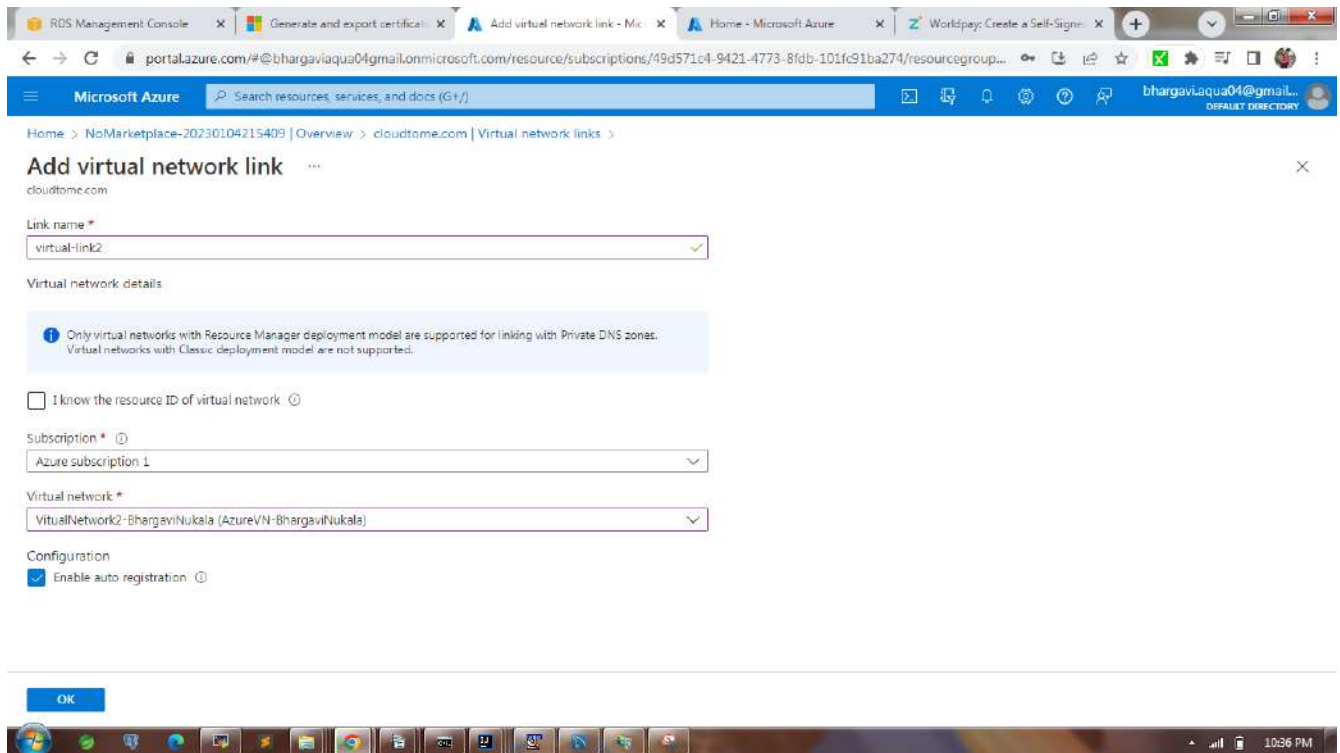 RDS Management Console
Generate and export certificat
Add virtual network link - Mic
Home - Microsoft Azure
Worldpay: Create a Self-Signe
portal.azure.com/#@bhargaviaqua04gmail.onmicrosoft.com/resource/subscriptions/49d571c4-9421-4773-8fdb-101fc91ba274/resourcegroup...
Microsoft Azure
Search resources, services, and docs (G+/)
bhargavi.aqua04@gmail...
DEFAULT DIRECTORY
Home > NoMarketplace-20230104215409 | Overview > cloudtome.com | Virtual network links >
Add virtual network link ...
cloudtome.com
Link name *
virtual-link2
Virtual network details
Only virtual networks with Resource Manager deployment model are supported for linking with Private DNS zones.
Virtual networks with Classic deployment model are not supported.
I know the resource ID of virtual network
Subscription *
Azure subscription 1
Virtual network *
VitualNetwork2-BhargaviNukala (AzureVN-BhargaviNukala)
Configuration
Enable auto registration
OK
10:36 PM